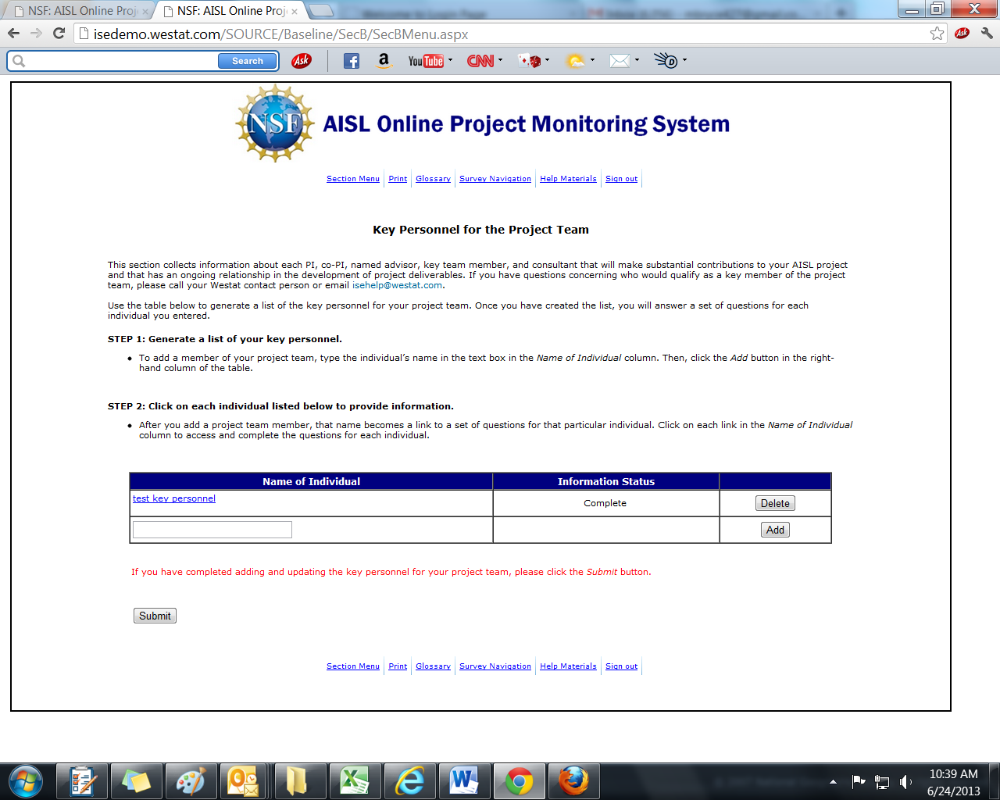 NSF: AISL Online Proj
NSF: AISL Online Proj
isedemo.westat.com/SOURCE/Baseline/SecB/SecBMenu.aspx
Search
Ask
a
YouTube
CNN
D
Ask
NSF
AISL Online Project Monitoring System
Section Menu Print Glossary Survey Navigation Help Materials Sign out
Key Personnel for the Project Team
This section collects information about each PI, co-PI, named advisor, key team member, and consultant that will make substantial contributions to your AISL project
and that has an ongoing relationship in the development of project deliverables. If you have questions concerning who would qualify as a key member of the project
team, please call your Westat contact person or email isehelp@westat.com.
Use the table below to generate a list of the key personnel for your project team. Once you have created the list, you will answer a set of questions for each
individual you entered.
STEP 1: Generate a list of your key personnel.
• To add a member of your project team, type the individual's name in the text box in the Name of Individual column. Then, click the Add button in the right-
hand column of the table.
STEP 2: Click on each individual listed below to provide information.
• After you add a project team member, that name becomes a link to a set of questions for that particular individual. Click on each link in the Name of Individual
column to access and complete the questions for each individual.
Name of Individual Information Status
test key personnel Complete Delete
Add
If you have completed adding and updating the key personnel for your project team, please click the Submit button.
Submit
Section Menu Print Glossary Survey Navigation Help Materials Sign out
10:39 AM
6/24/2013